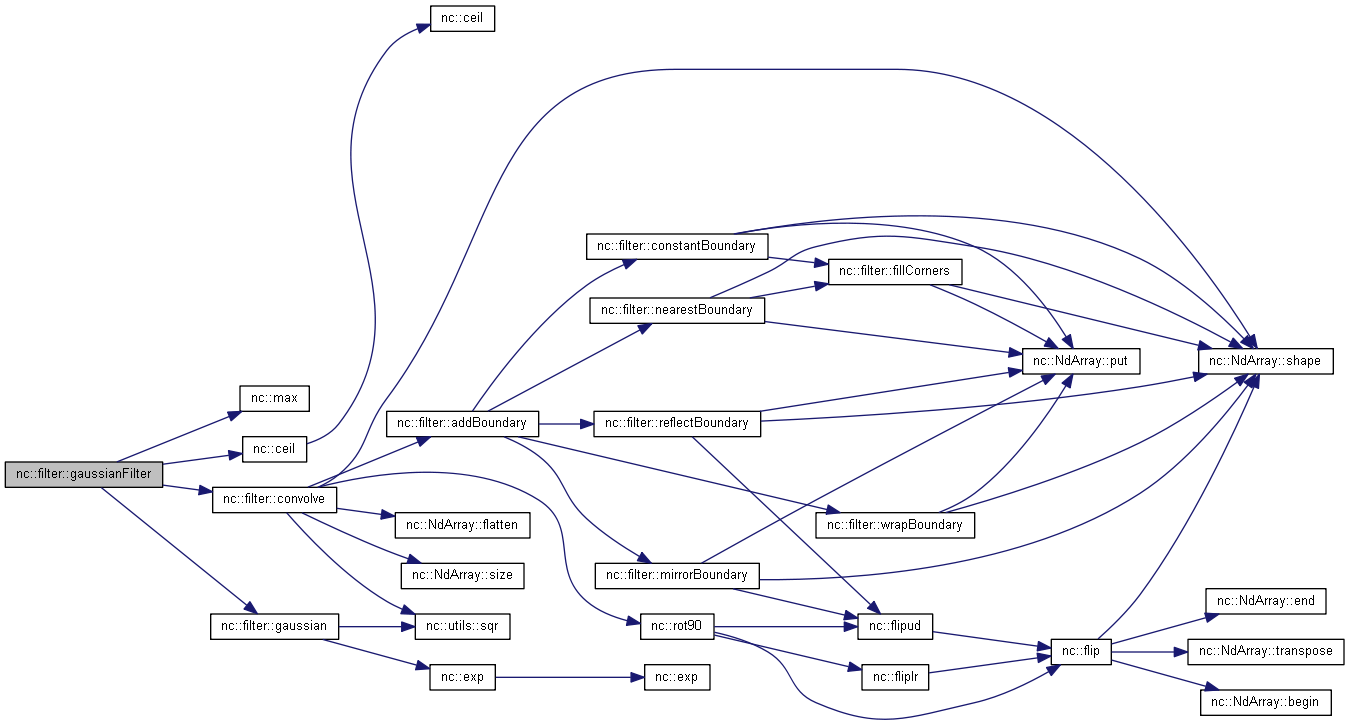 nc::ceil
nc::filter::constantBoundary
nc::filter::fillCorners
nc::filter::nearestBoundary
nc::NdArray::put
nc::NdArray::shape
nc::max
nc::filter::addBoundary
nc::filter::reflectBoundary
nc::ceil
nc::filter::gaussianFilter
nc::filter::convolve
nc::NdArray::flatten
nc::filter::wrapBoundary
nc::NdArray::size
nc::filter::mirrorBoundary
nc::NdArray::end
nc::filter::gaussian
nc::utils::sqr
nc::rot90
nc::flipud
nc::flip
nc::NdArray::transpose
nc::exp
nc::exp
nc::fliplr
nc::NdArray::begin